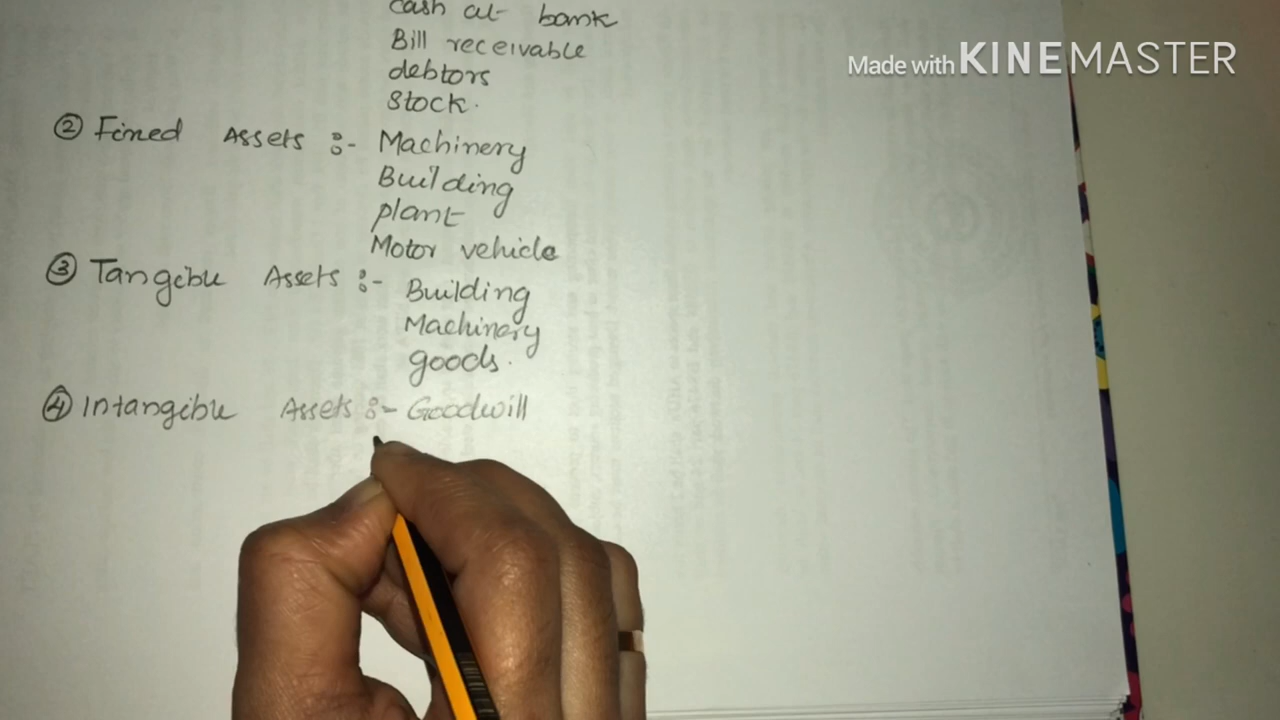 cash at bank
Made with KINEMASTER
Bill receivable
debtors
Stock.
② Fixed Assets :- Machinery
Building
plant
Motor vehicle
③ Tangible Assets :- Building
Machinery
goods.
④ Intangible Assets :- Goodwill